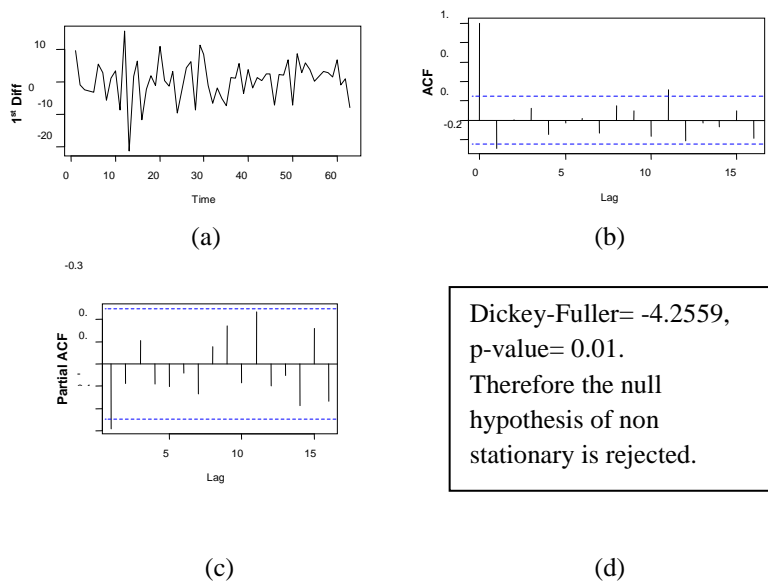 10
0
-10
-20
1st Diff
0 10 20 30 40 50 60
Time
(a)
1.
0.
0.
-0.2
ACF
0 5 10 15
Lag
(b)
-0.3
0.
0.
-
- .
Partial ACF
5 10 15
Lag
(c)
Dickey-Fuller= -4.2559,
p-value= 0.01.
Therefore the null
hypothesis of non
stationary is rejected.
(d)